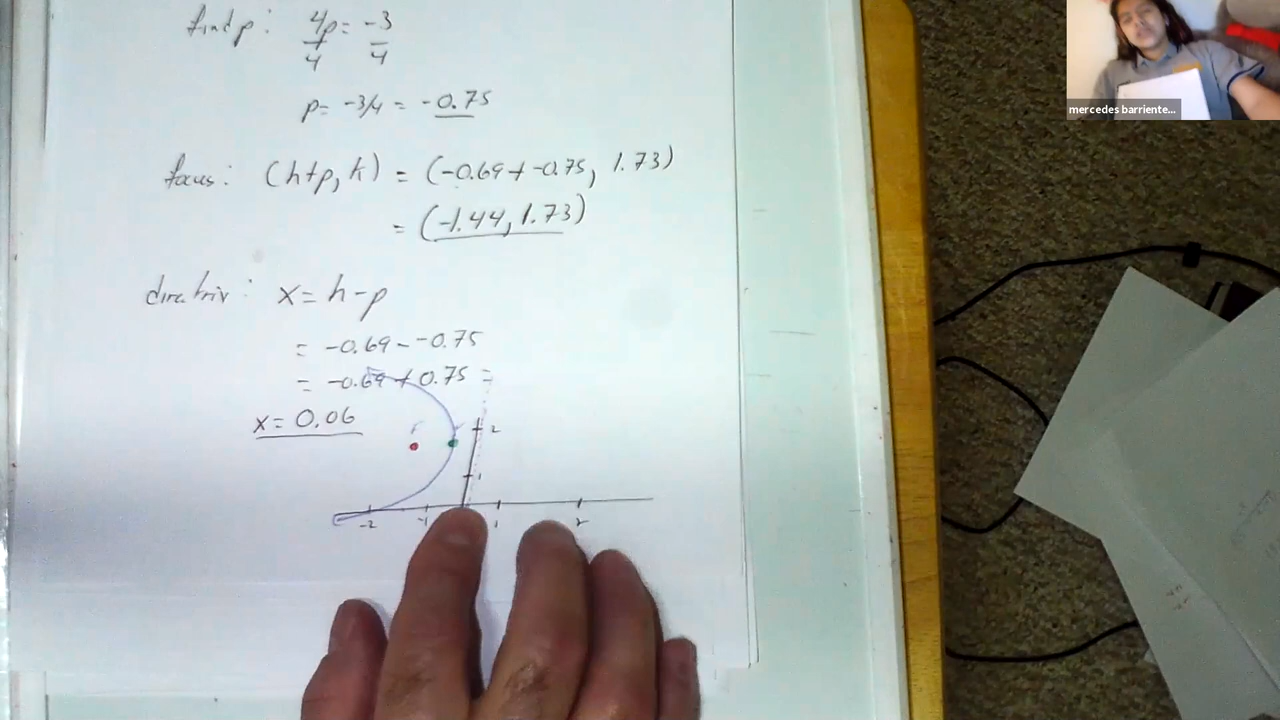 find p: 4p = -3
4 4
p = -3/4 = -0.75
focus: (h+p, k) = (-0.69 + -0.75, 1.73)
= (-1.44, 1.73)
directrix: x = h - p
= -0.69 - -0.75
= -0.69 + 0.75 =
x = 0.06
F V 2
1
-2 -1 1 2
mercedes barriente...